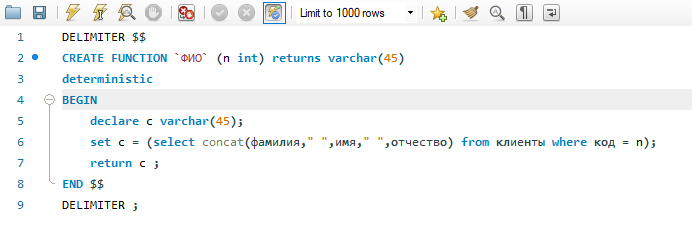 Limit to 1000 rows
1 DELIMITER $$
2 CREATE FUNCTION `ФИО` (n int) returns varchar(45)
3 deterministic
4 BEGIN
5 declare c varchar(45);
6 set c = (select concat(фамилия," ",имя," ",отчество) from клиенты where код = n);
7 return c ;
8 END $$
9 DELIMITER ;